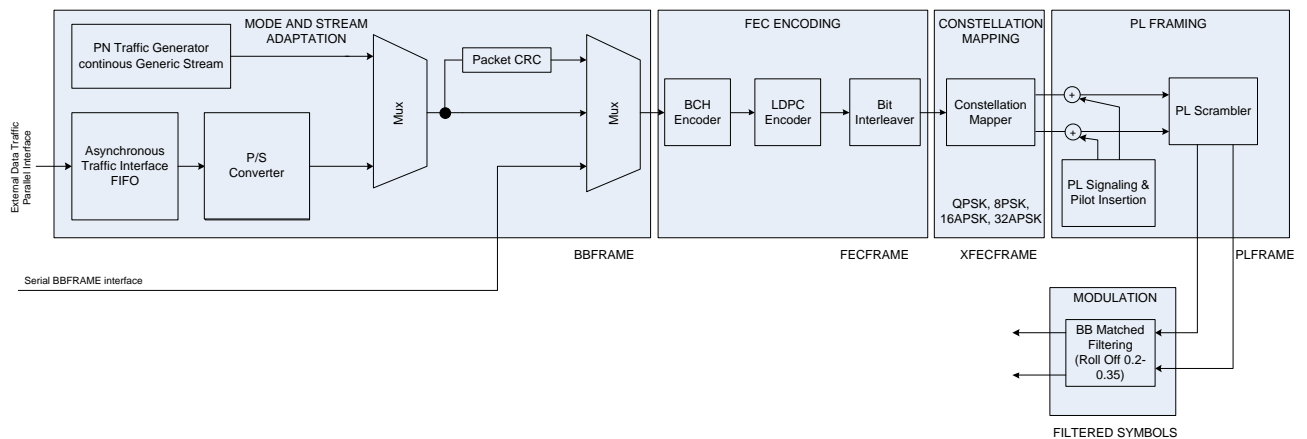 MODE AND STREAM
ADAPTATION
PN Traffic Generator
continous Generic Stream
Asynchronous
Traffic Interface
FIFO
P/S
Converter
Mux
Packet CRC
Mux
External Data Traffic
Parallel Interface
BBFRAME
Serial BBFRAME interface
FEC ENCODING
BCH
Encoder
LDPC
Encoder
Bit
Interleaver
FECFRAME
CONSTELLATION
MAPPING
Constellation
Mapper
QPSK, 8PSK,
16APSK, 32APSK
XFECFRAME
PL FRAMING
+
+
PL Scrambler
PL Signaling &
Pilot Insertion
PLFRAME
MODULATION
BB Matched
Filtering
(Roll Off 0.2-
0.35)
FILTERED SYMBOLS